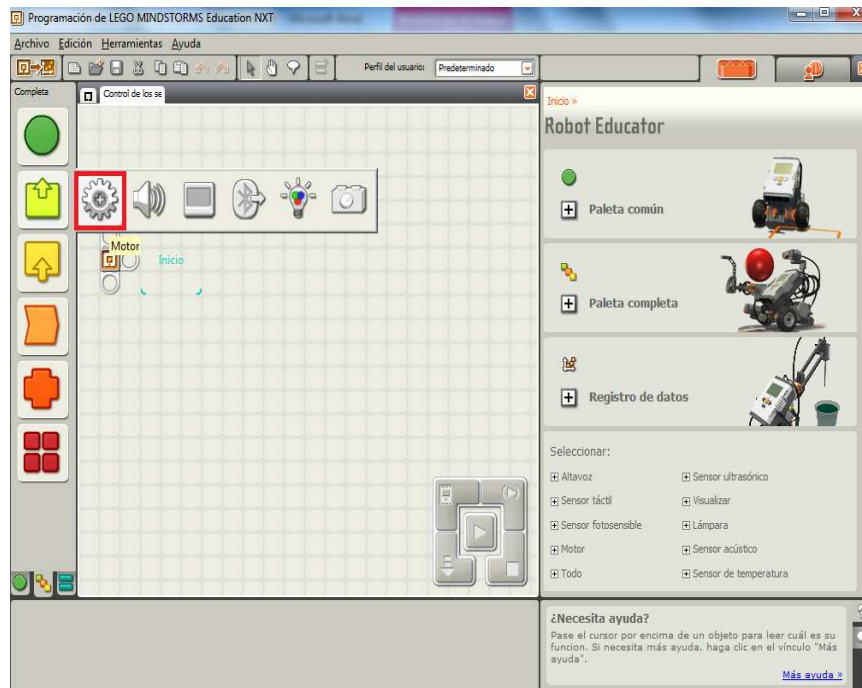 Programación de LEGO MINDSTORMS Education NXT
Archivo Edición Herramientas Ayuda
Perfil del usuario: Predeterminado
Completa
Control de los se
Motor
Inicio
Inicio »
Robot Educator
Paleta común
Paleta completa
Registro de datos
Seleccionar:
Altavoz
Sensor ultrasónico
Sensor táctil
Visualizar
Sensor fotosensible
Lámpara
Motor
Sensor acústico
Todo
Sensor de temperatura
¿Necesita ayuda?
Pase el cursor por encima de un objeto para leer cuál es su
funcion. Si necesita más ayuda, haga clic en el vínculo "Más
ayuda".
Más ayuda »